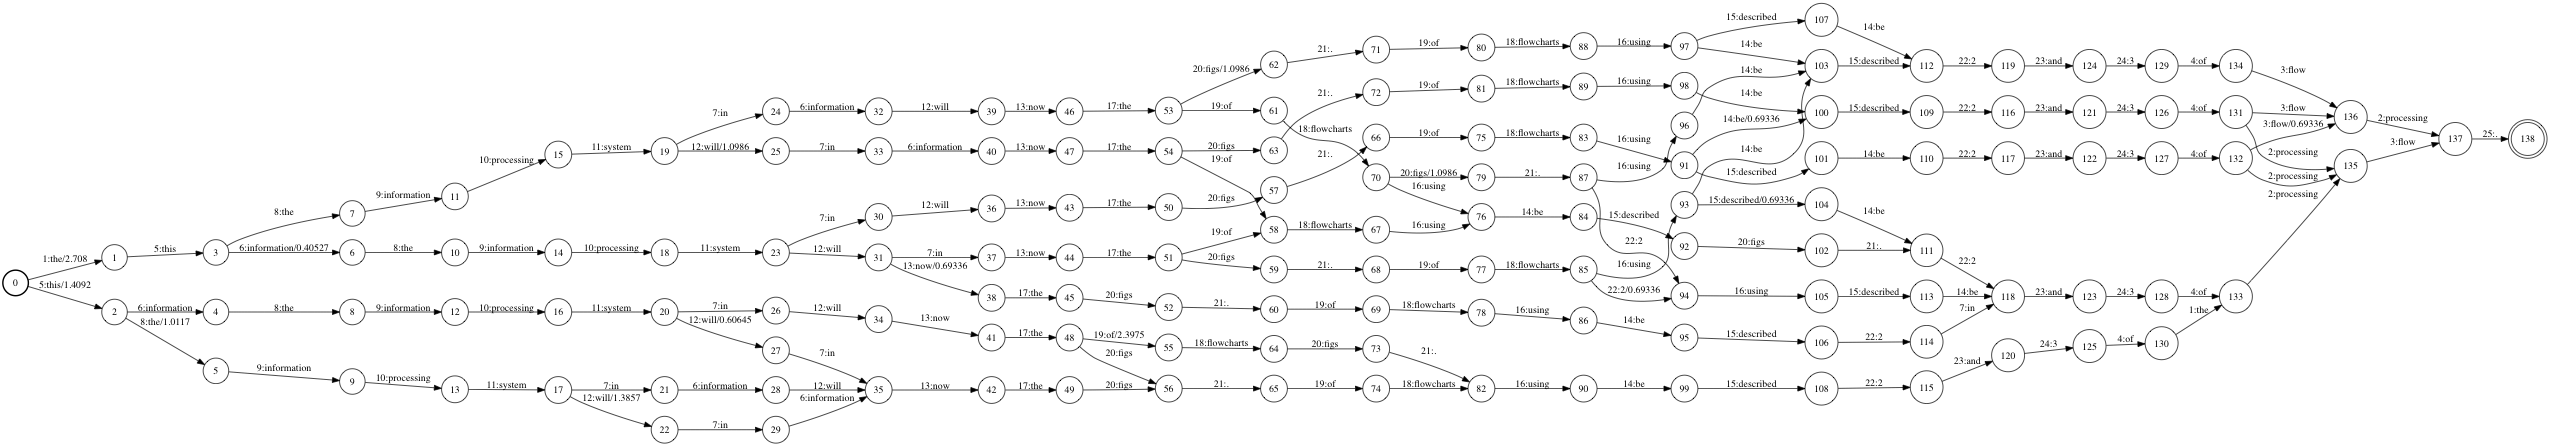 15:described 107 14:be
62 21:. 71 19:of 80 18:flowcharts 88 16:using 97 14:be
20:figs/1.0986 14:be 103 15:described 112 22:2 119 23:and 124 24:3 129 4:of 134 3:flow
21:. 72 19:of 81 18:flowcharts 89 16:using 98 14:be
7:in 24 6:information 32 12:will 39 13:now 46 17:the 53 19:of 61 18:flowcharts 14:be/0.69336 100 15:described 109 22:2 116 23:and 121 24:3 126 4:of 131 3:flow 136 2:processing 137 25:. 138
66 19:of 75 18:flowcharts 83 16:using 96 3:flow/0.69336
10:processing 15 11:system 19 12:will/1.0986 25 7:in 33 6:information 40 13:now 47 17:the 54 20:figs 63 21:. 14:be 2:processing
19:of 16:using 91 15:described 101 14:be 110 22:2 117 23:and 122 24:3 127 4:of 132 2:processing 135 3:flow
70 20:figs/1.0986 79 21:. 87 2:processing
9:information 11 57 16:using
8:the 7 7:in 30 12:will 36 13:now 43 17:the 50 20:figs 76 14:be 84 15:described 93 15:described/0.69336 104 14:be
19:of 58 18:flowcharts 67 16:using
1:the/2.708 1 5:this 3 6:information/0.40527 6 8:the 10 9:information 14 10:processing 18 11:system 23 12:will 31 7:in 37 13:now 44 17:the 51 22:2 92 20:figs 102 21:. 111 22:2
13:now/0.69336 20:figs 59 21:. 68 19:of 77 18:flowcharts 85 16:using
0 5:this/1.4092 38 17:the 45 20:figs 52 22:2/0.69336 94 16:using 105 15:described 113 14:be 118 23:and 123 24:3 128 4:of 133
2 6:information 4 8:the 8 9:information 12 10:processing 16 11:system 20 7:in 26 12:will 34 13:now 21:. 60 19:of 69 18:flowcharts 78 16:using 86 14:be 7:in 1:the
8:the/1.0117 12:will/0.60645 41 17:the 48 19:of/2.3975 55 18:flowcharts 64 20:figs 73 21:. 95 15:described 106 22:2 114
27 7:in 20:figs 23:and 120 24:3 125 4:of 130
5 9:information 9 10:processing 13 11:system 17 7:in 21 6:information 28 12:will 35 13:now 42 17:the 49 20:figs 56 21:. 65 19:of 74 18:flowcharts 82 16:using 90 14:be 99 15:described 108 22:2 115
12:will/1.3857 22 7:in 29 6:information